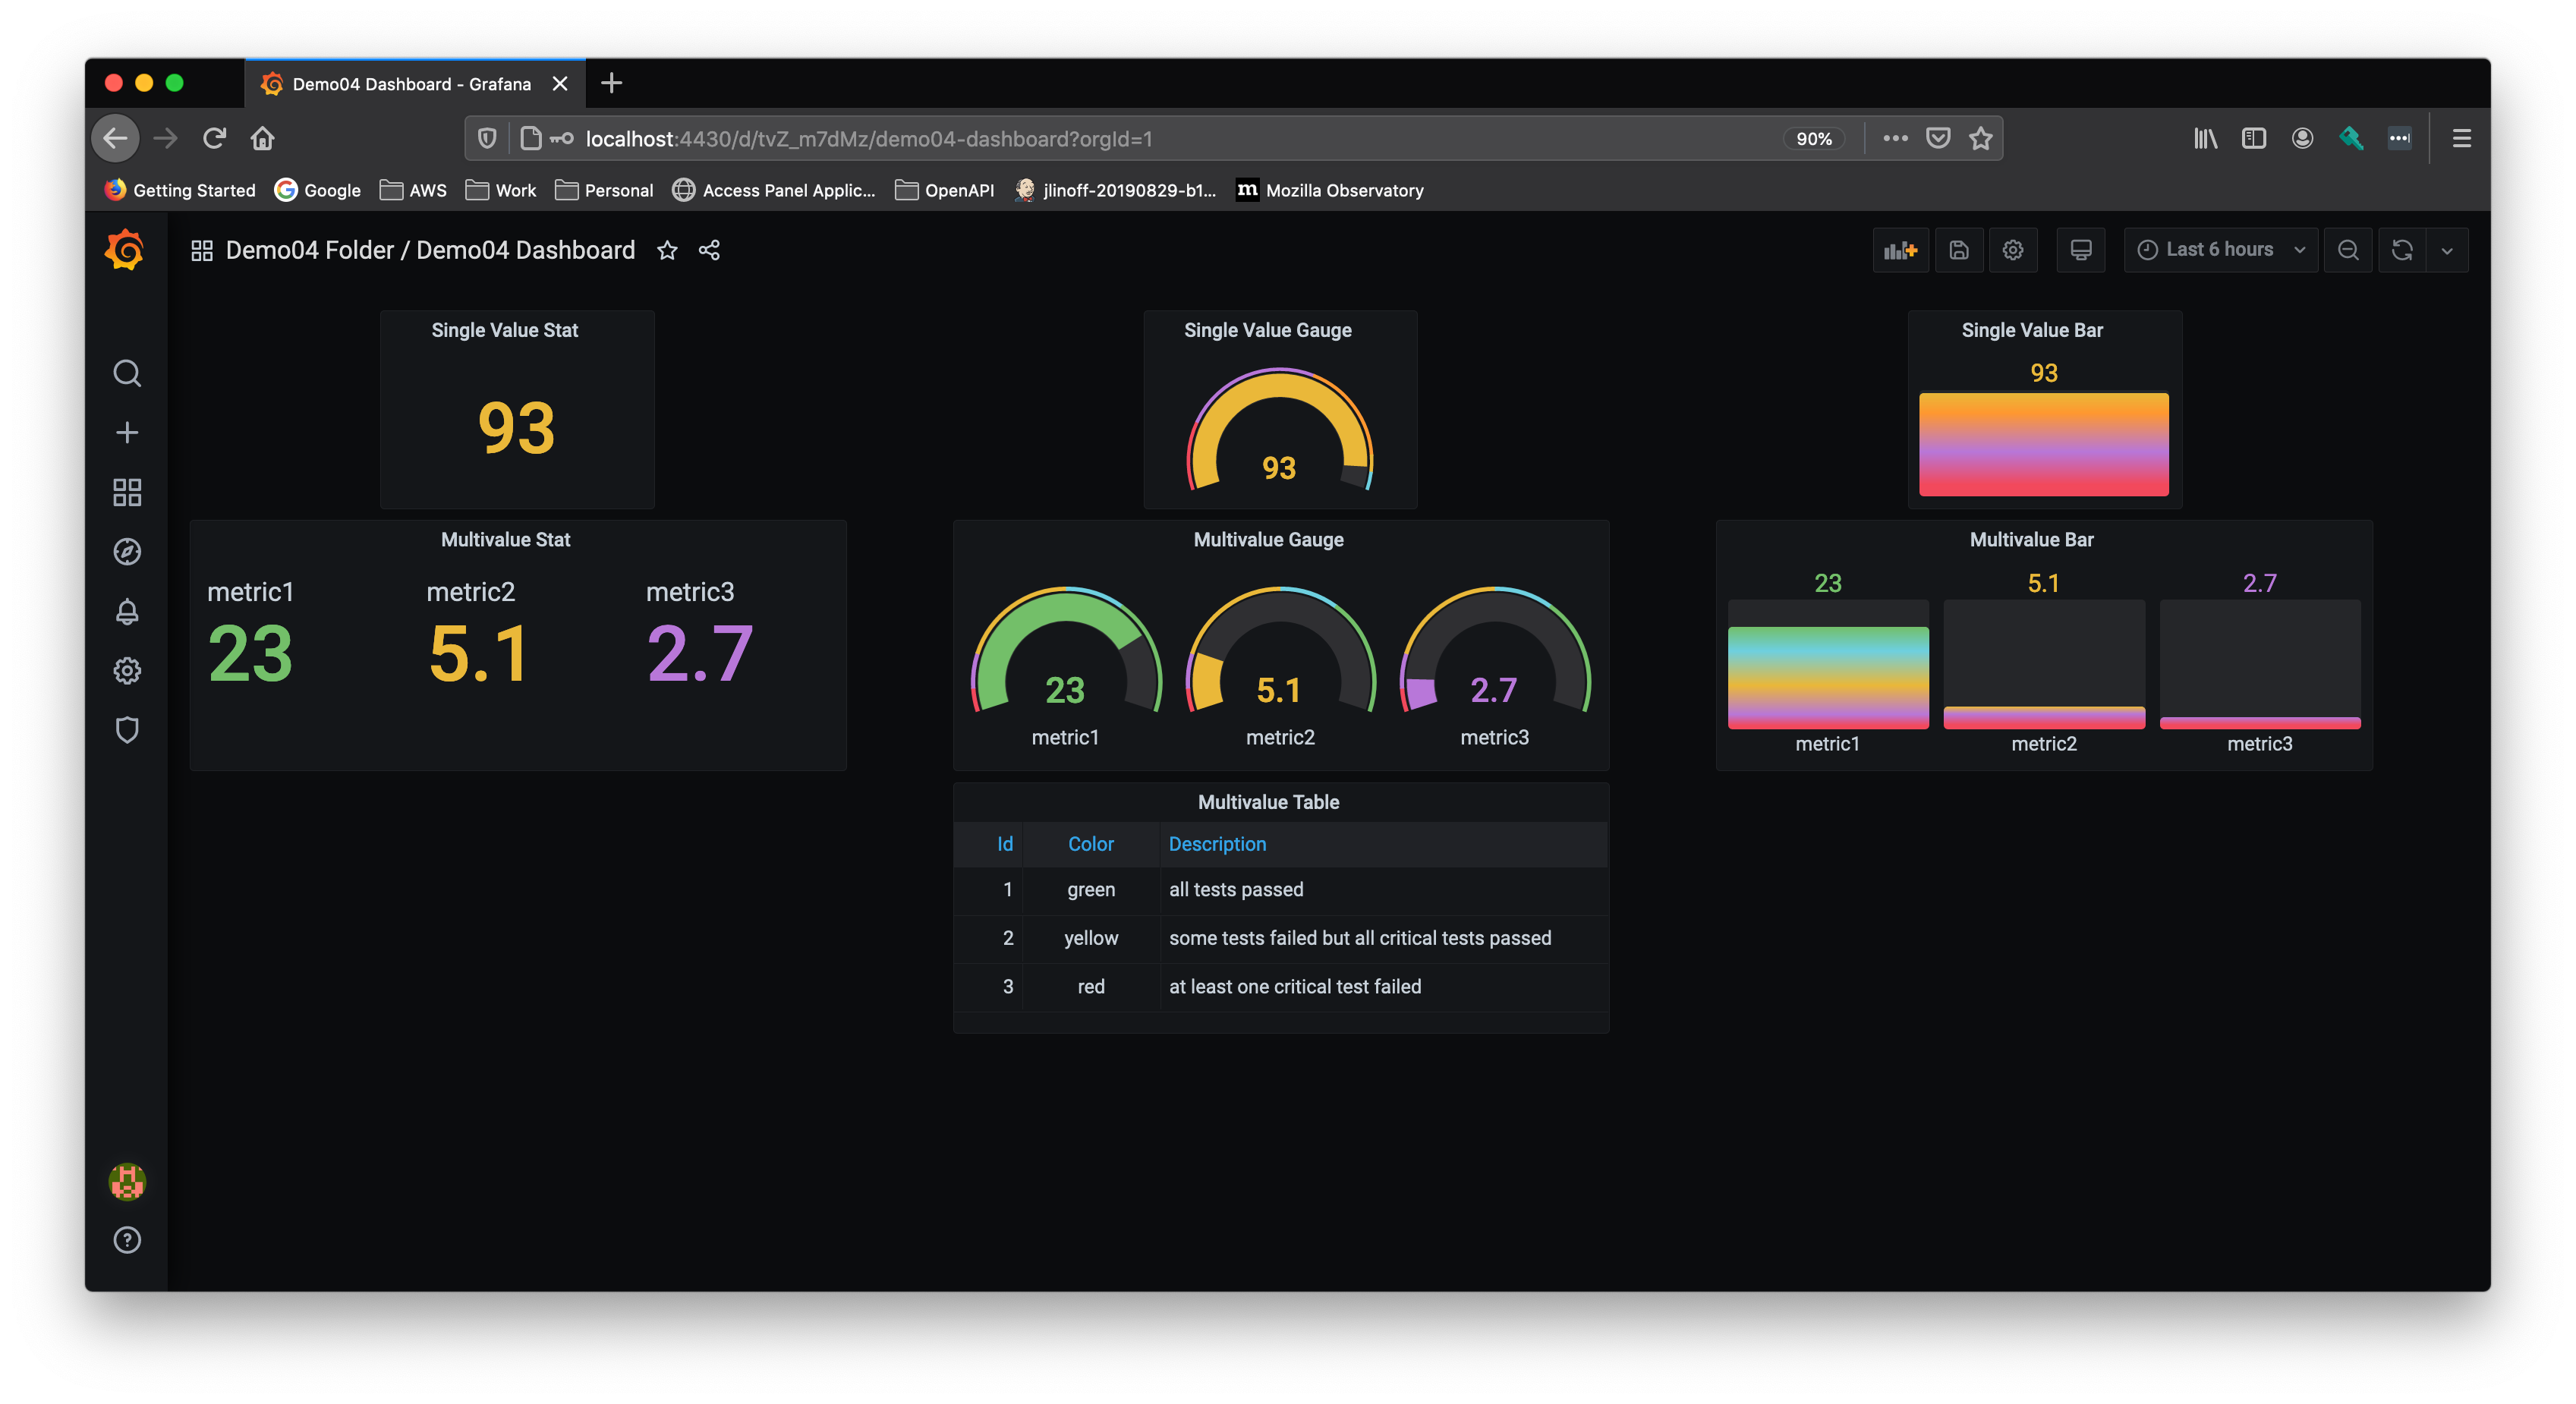 Demo04 Dashboard - Grafana
localhost:4430/d/tvZ_m7dMz/demo04-dashboard?orgId=1 90%
Getting Started Google AWS Work Personal Access Panel Applic... OpenAPI jlinoff-20190829-b1... m Mozilla Observatory
Demo04 Folder / Demo04 Dashboard Last 6 hours
Single Value Stat
93
Single Value Gauge
93
Single Value Bar
93
Multivalue Stat
metric1 metric2 metric3
23 5.1 2.7
Multivalue Gauge
23 5.1 2.7
metric1 metric2 metric3
Multivalue Bar
23 5.1 2.7
metric1 metric2 metric3
Multivalue Table
Id Color Description
1 green all tests passed
2 yellow some tests failed but all critical tests passed
3 red at least one critical test failed